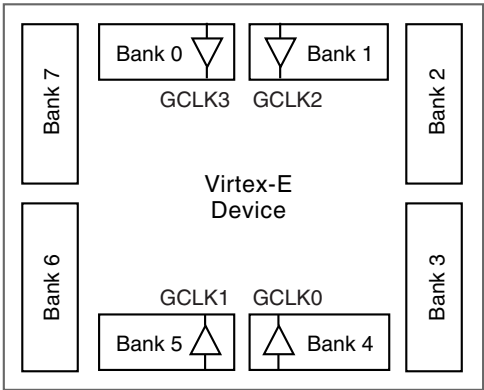 Bank 0
Bank 1
GCLK3
GCLK2
Bank 7
Bank 2
Virtex-E
Device
Bank 6
Bank 3
GCLK1
GCLK0
Bank 5
Bank 4